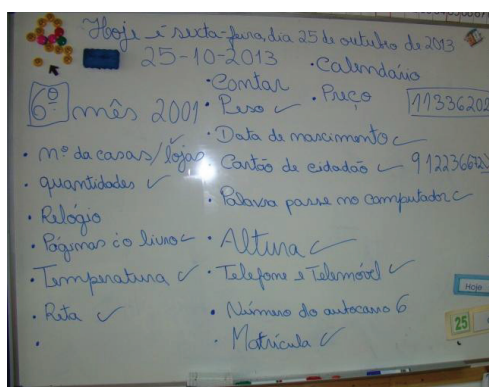 Hoje é sexta-feira, dia 25 de outubro de 2013
25-10-2013
• Contar
• Calendário
6º mês 2001
• Peso ✓
• Preço
11336202
• Data de nascimento ✓
• nº da casas/lojas ✓
• Cartão de cidadão ✓ 912236672
• quantidades ✓
• Palavra passe no computador ✓
• Relógio
• Páginas do livro ✓
• Altura ✓
• Temperatura ✓
• Telefone e Telemóvel ✓
Hoje
• Rita ✓
• Número do autocarro 6
25
• Matrícula ✓